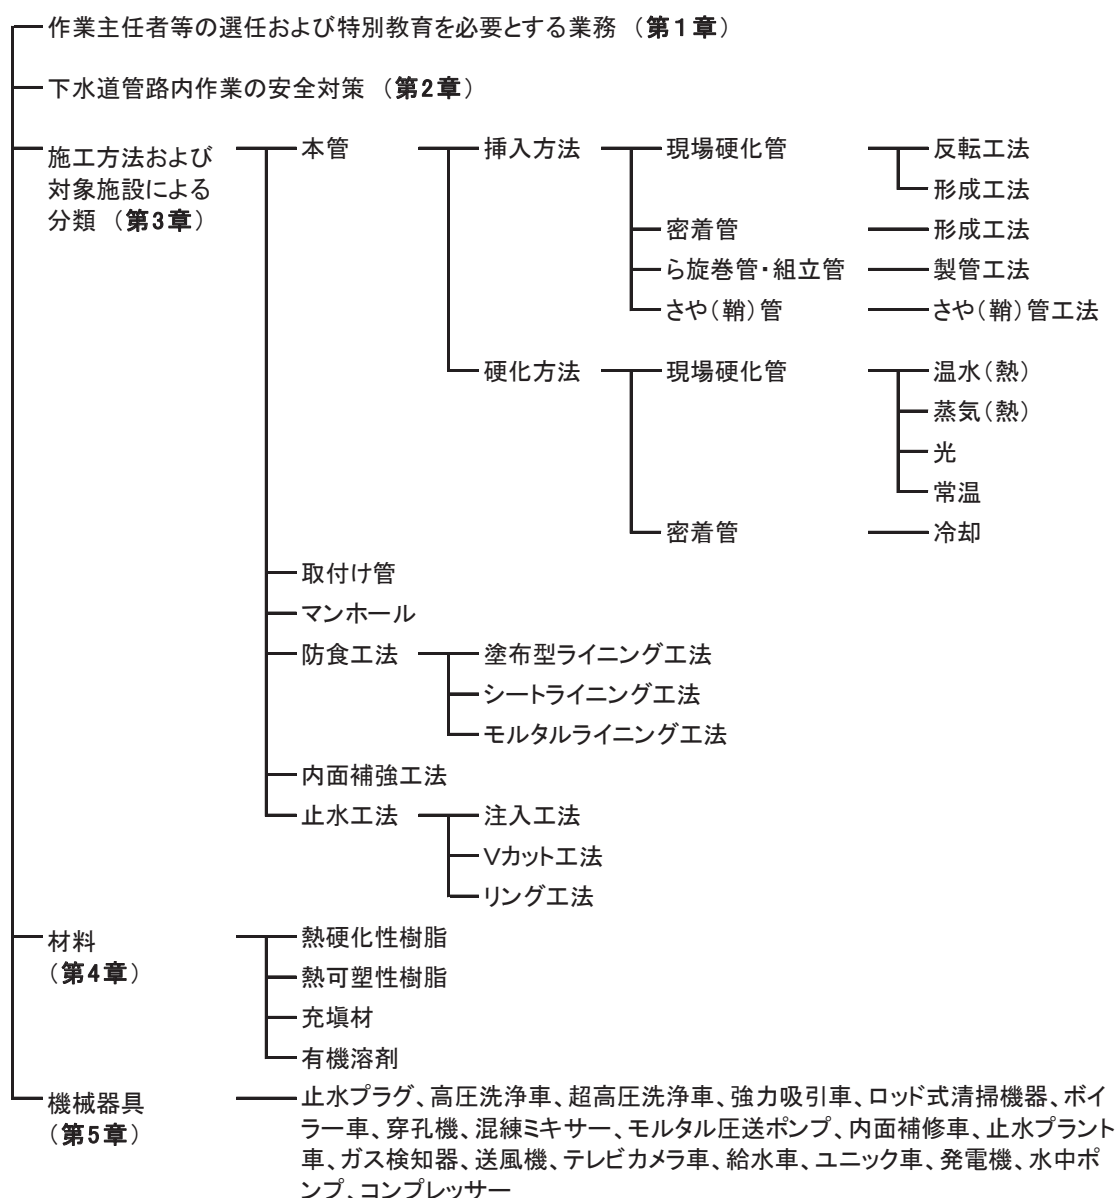 作業主任者等の選任および特別教育を必要とする業務 （第１章）
下水道管路内作業の安全対策 （第2章）
施工方法および
対象施設による
分類 （第3章）
本管
挿入方法
現場硬化管
反転工法
形成工法
密着管
形成工法
ら旋巻管・組立管
製管工法
さや（鞘）管
さや（鞘）管工法
硬化方法
現場硬化管
温水（熱）
蒸気（熱）
光
常温
密着管
冷却
取付け管
マンホール
防食工法
塗布型ライニング工法
シートライニング工法
モルタルライニング工法
内面補強工法
止水工法
注入工法
Vカット工法
リング工法
材料
（第4章）
熱硬化性樹脂
熱可塑性樹脂
充塡材
有機溶剤
機械器具
（第5章）
止水プラグ、高圧洗浄車、超高圧洗浄車、強力吸引車、ロッド式清掃機器、ボイ
ラー車、穿孔機、混練ミキサー、モルタル圧送ポンプ、内面補修車、止水プラント
車、ガス検知器、送風機、テレビカメラ車、給水車、ユニック車、発電機、水中ポ
ンプ、コンプレッサー